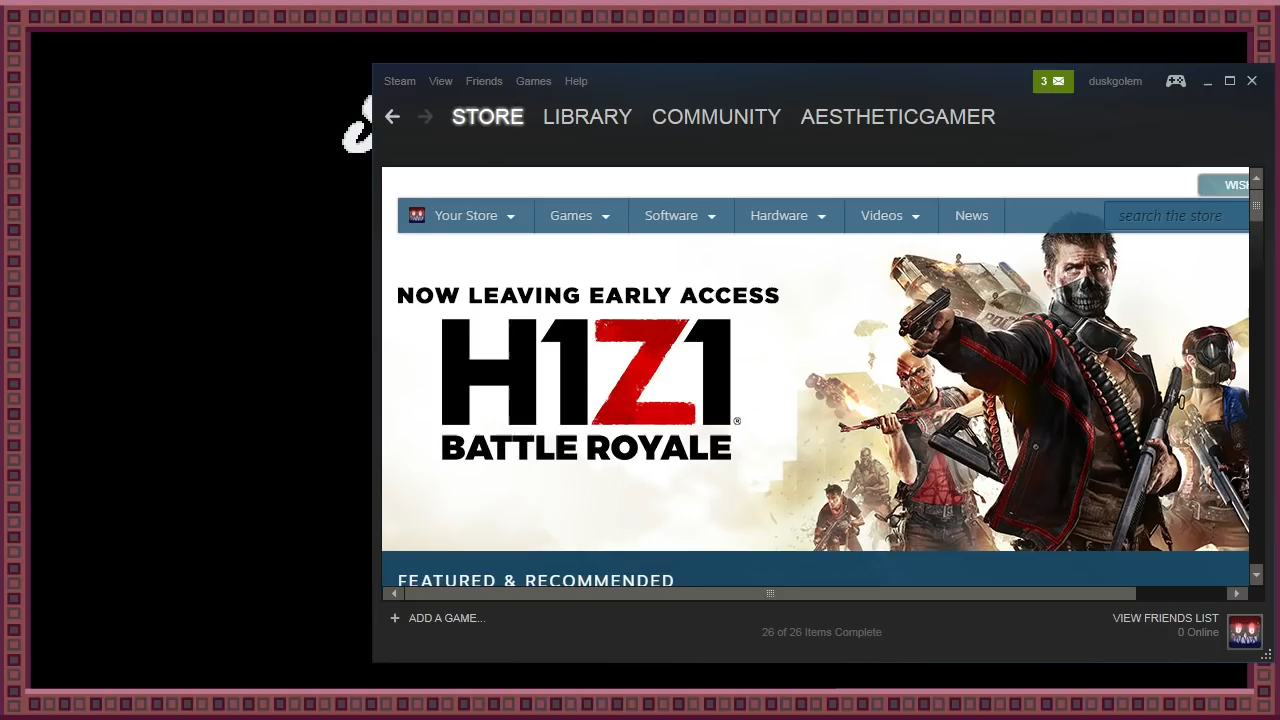 Steam View Friends Games Help
3
duskgolem
STORE LIBRARY COMMUNITY AESTHETICGAMER
Your Store Games Software Hardware Videos News
search the store
NOW LEAVING EARLY ACCESS
H1Z1®
BATTLE ROYALE
FEATURED & RECOMMENDED
+ ADD A GAME...
26 of 26 Items Complete
VIEW FRIENDS LIST
0 Online